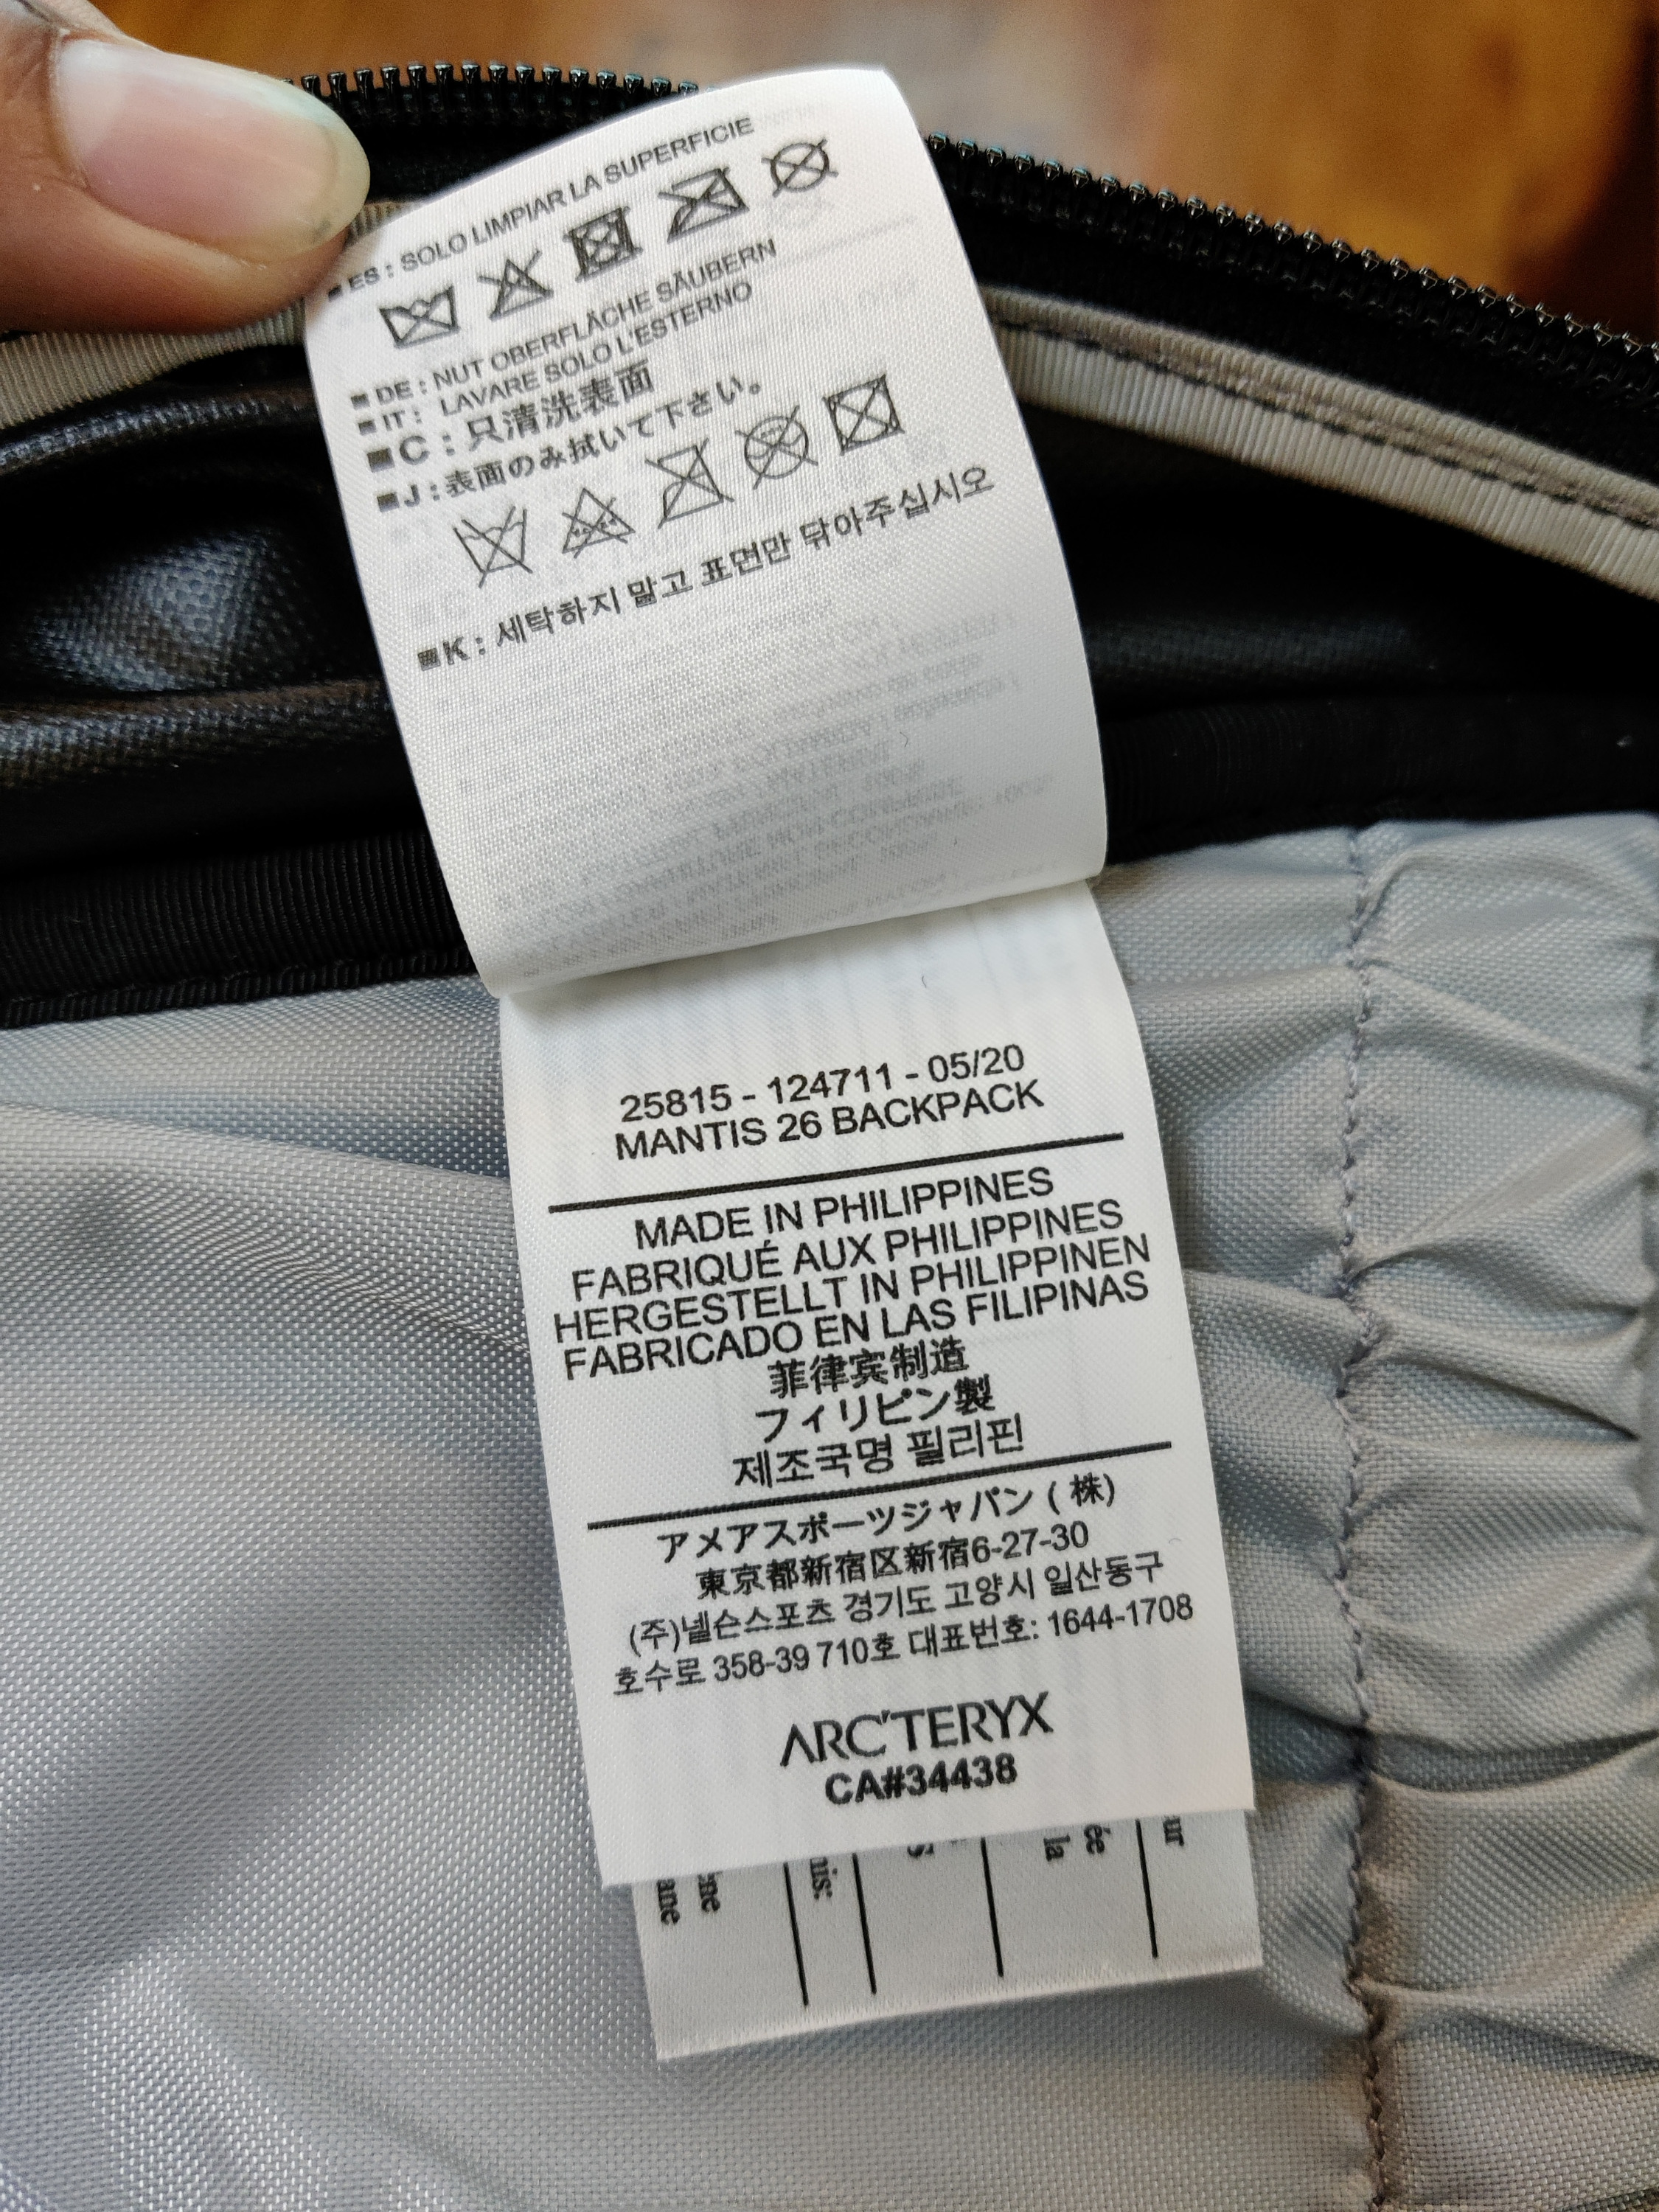 ■ ES : SOLO LIMPIAR LA SUPERFICIE
■ DE : NUT OBERFLÄCHE SÄUBERN
■ IT : LAVARE SOLO L'ESTERNO
■ C : 只清洗表面
■ J : 表面のみ拭いて下さい。
■ K : 세탁하지 말고 표면만 닦아주십시오
25815 - 124711 - 05/20
MANTIS 26 BACKPACK
MADE IN PHILIPPINES
FABRIQUÉ AUX PHILIPPINES
HERGESTELLT IN PHILIPPINEN
FABRICADO EN LAS FILIPINAS
菲律宾制造
フィリピン製
제조국명 필리핀
アメアスポーツジャパン ( 株)
東京都新宿区新宿6-27-30
(주)넬슨스포츠 경기도 고양시 일산동구
호수로 358-39 710호 대표번호: 1644-1708
ARC'TERYX
CA#34438